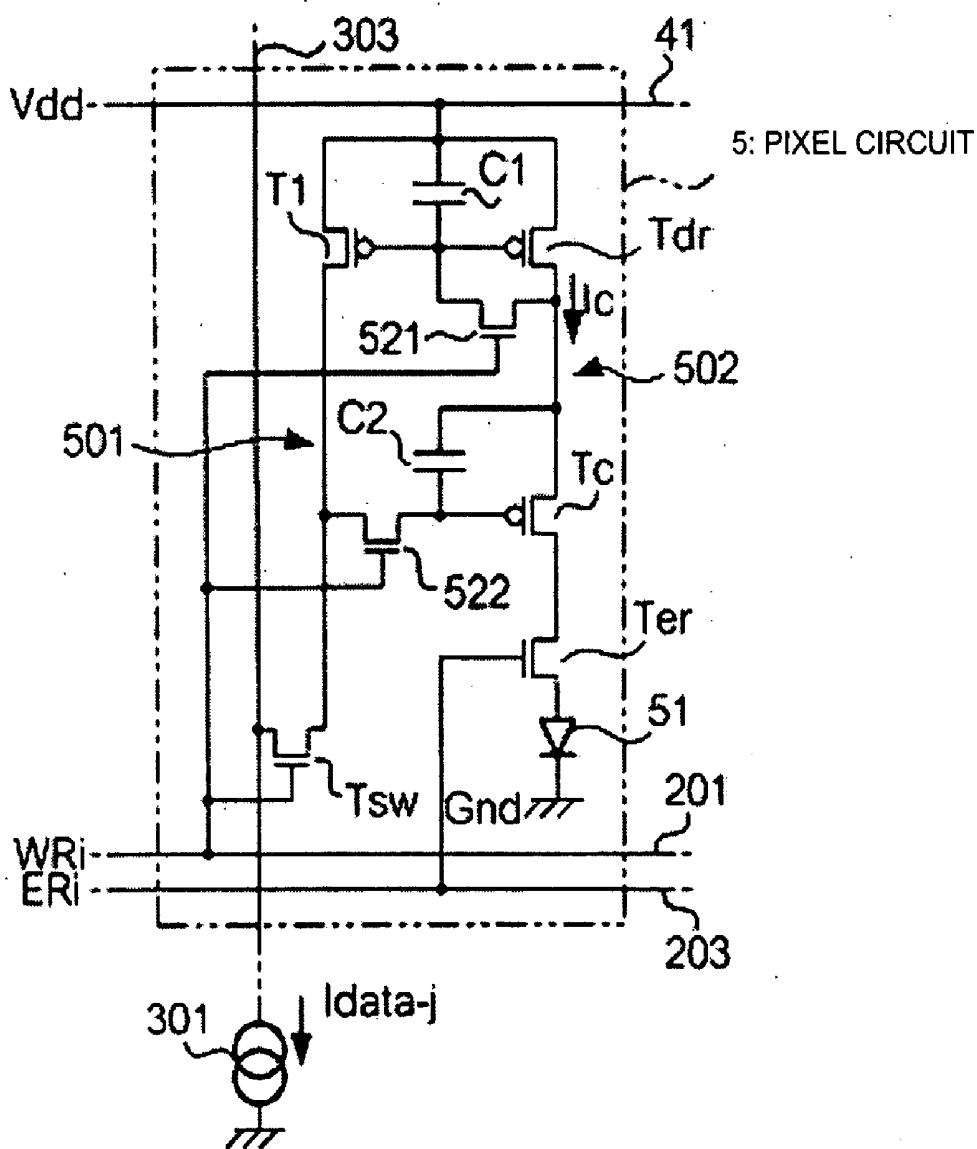 303
41
Vdd
5: PIXEL CIRCUIT
C1
T1
Tdr
Ic
521
502
C2
501
Tc
522
Ter
51
Tsw
Gnd
201
WRi
ERi
203
Idata-j
301